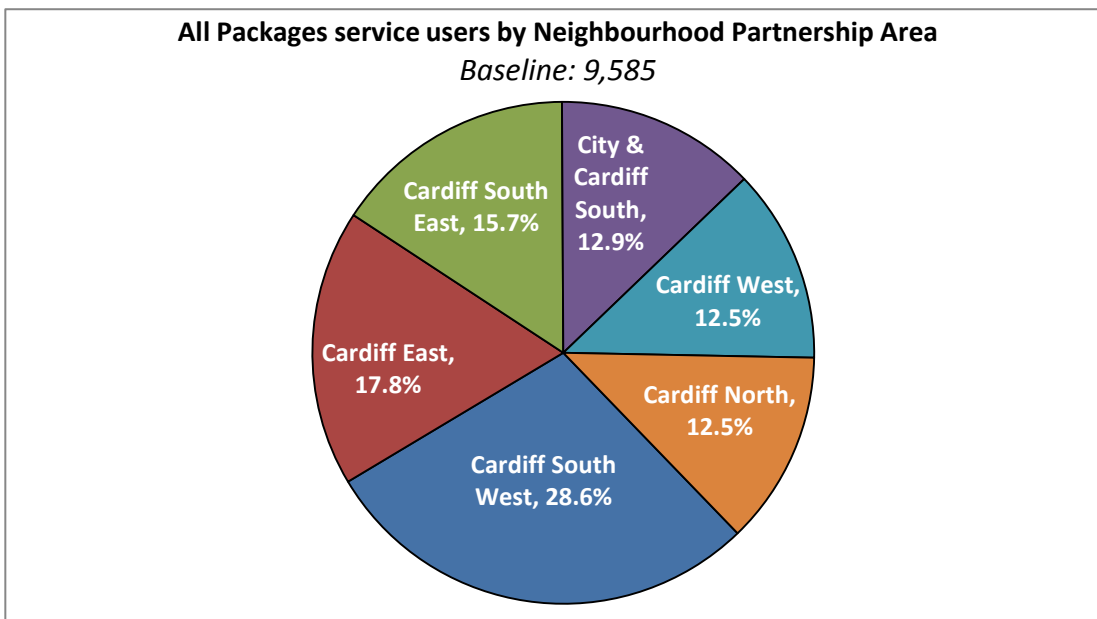 All Packages service users by Neighbourhood Partnership Area
Baseline: 9,585
City &
Cardiff
South,
12.9%
Cardiff West,
12.5%
Cardiff North,
12.5%
Cardiff South
West, 28.6%
Cardiff East,
17.8%
Cardiff South
East, 15.7%